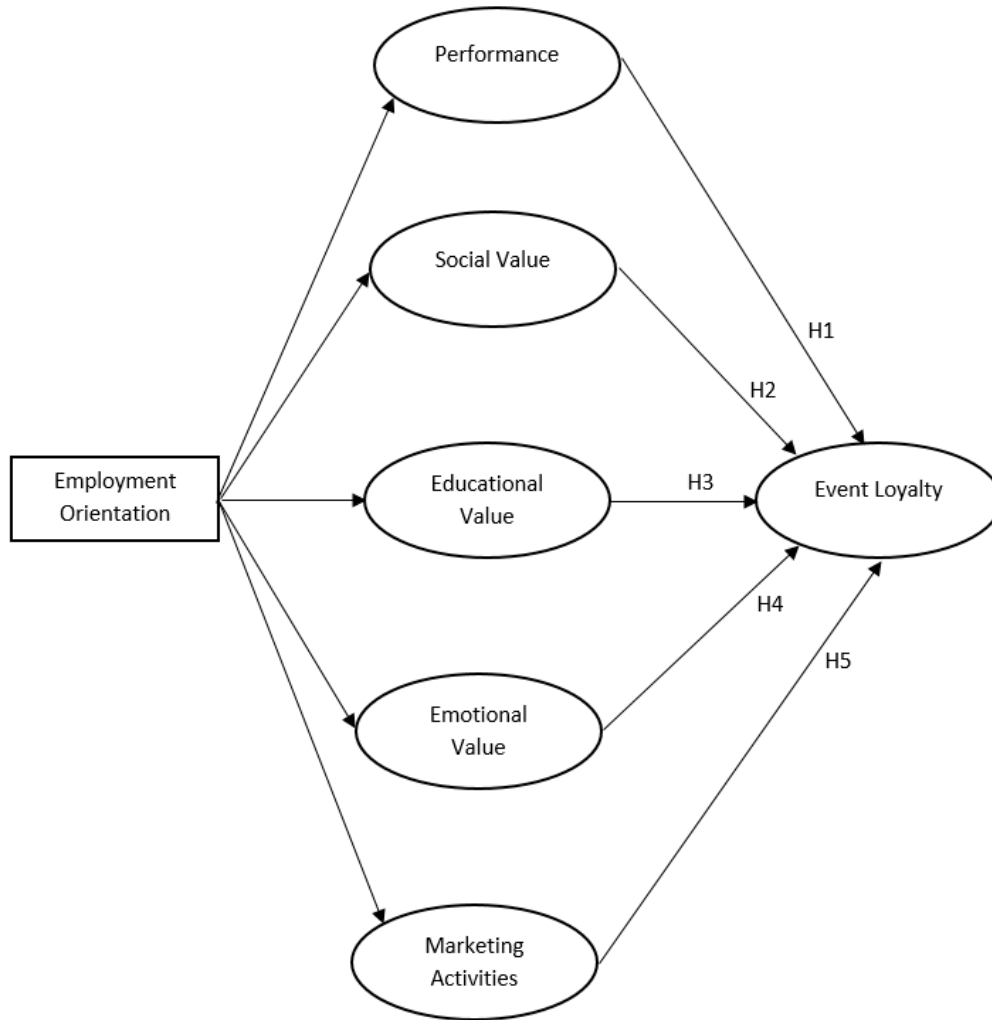 Performance
Social Value
H1
H2
Employment
Orientation
Educational
Value
H3
Event Loyalty
H4
H5
Emotional
Value
Marketing
Activities